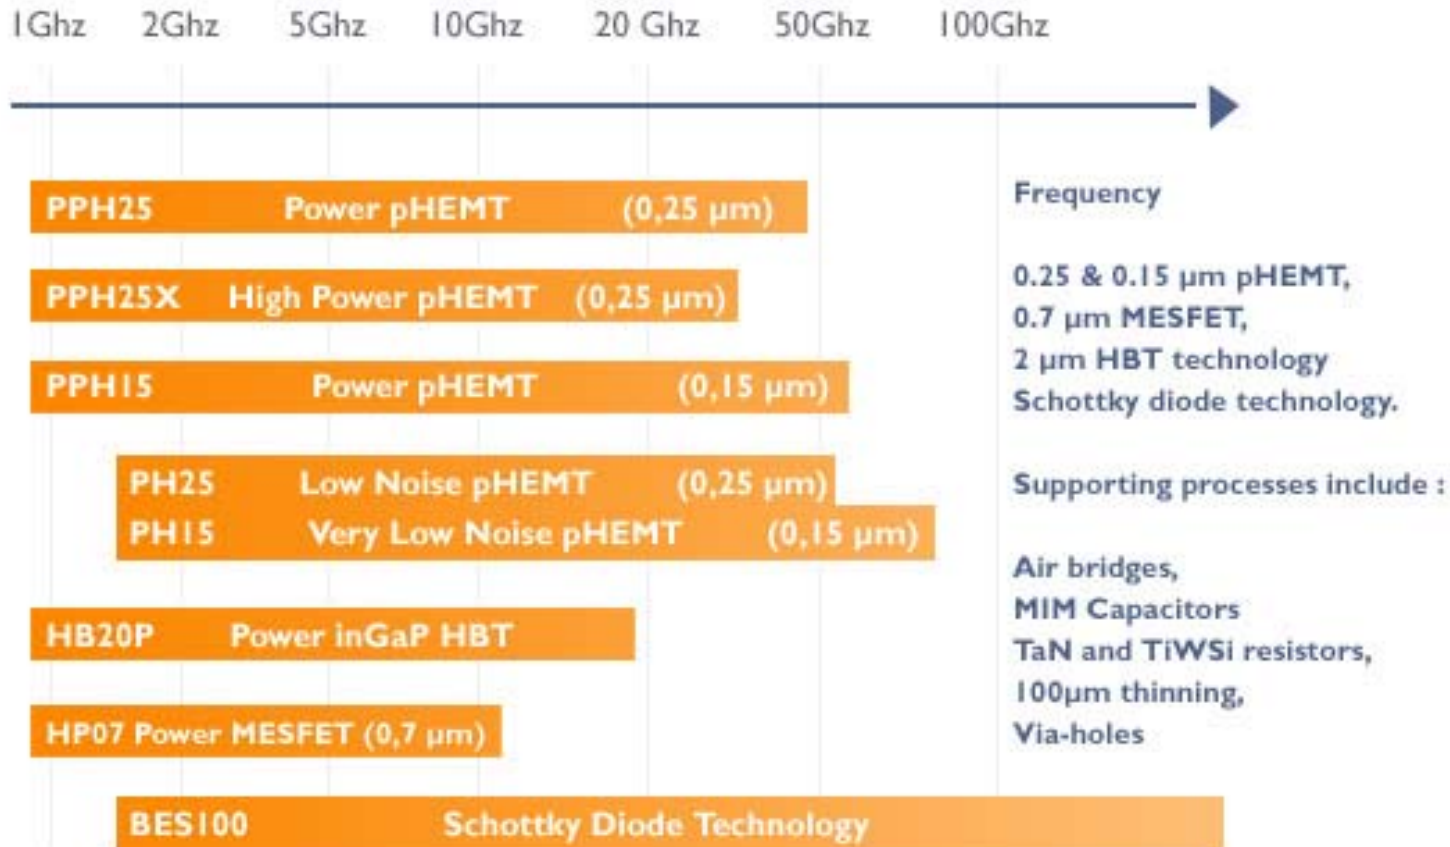 1Ghz 2Ghz 5Ghz 10Ghz 20 Ghz 50Ghz 100Ghz
PPH25 Power pHEMT (0,25 µm)
PPH25X High Power pHEMT (0,25 µm)
PPH15 Power pHEMT (0,15 µm)
PH25 Low Noise pHEMT (0,25 µm)
PH15 Very Low Noise pHEMT (0,15 µm)
HB20P Power inGaP HBT
HP07 Power MESFET (0,7 µm)
BES100 Schottky Diode Technology
Frequency
0.25 & 0.15 µm pHEMT,
0.7 µm MESFET,
2 µm HBT technology
Schottky diode technology.
Supporting processes include :
Air bridges,
MIM Capacitors
TaN and TiWSi resistors,
100µm thinning,
Via-holes